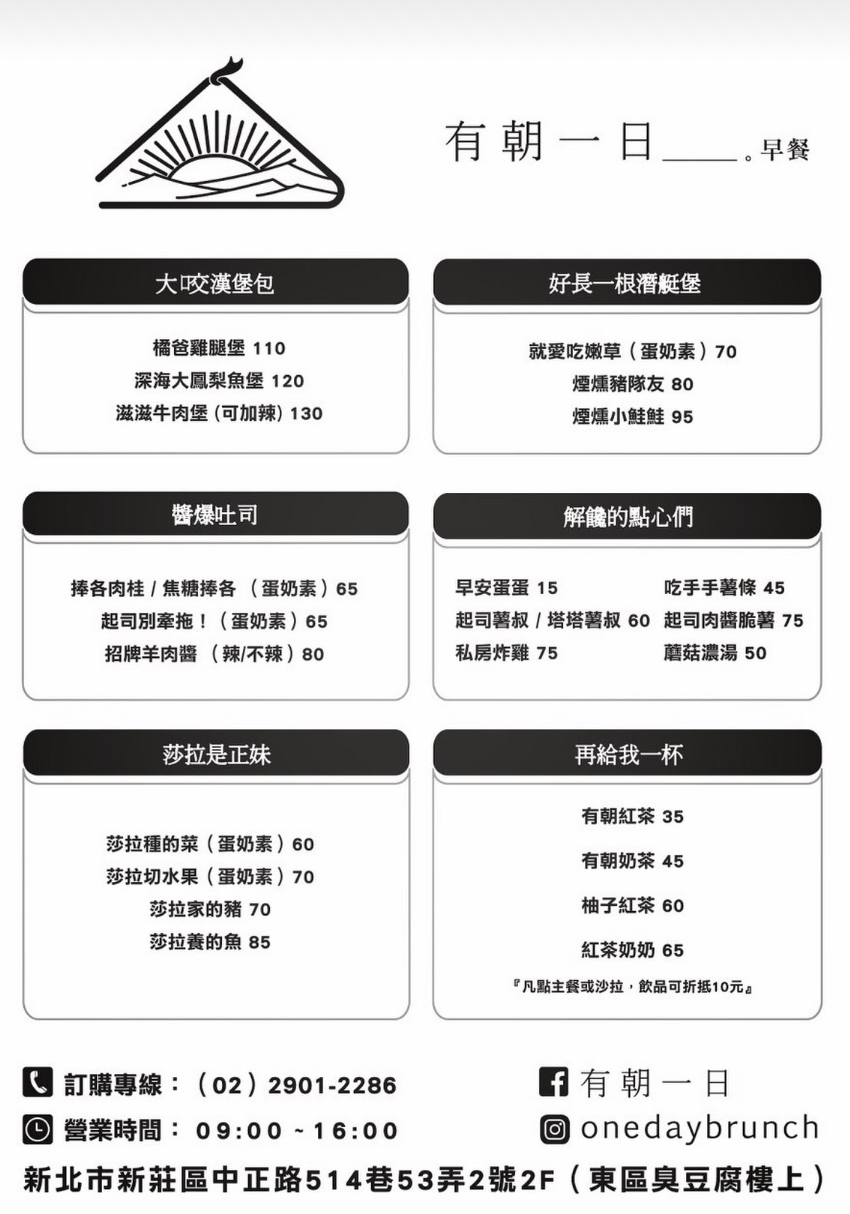 有朝一日_____。早餐
大口咬漢堡包
橘爸雞腿堡 110
深海大鳳梨魚堡 120
滋滋牛肉堡 (可加辣) 130
好長一根潛艇堡
就愛吃嫩草（蛋奶素）70
煙燻豬隊友 80
煙燻小鮭鮭 95
醬爆吐司
捧各肉桂 / 焦糖捧各 （蛋奶素）65
起司別牽拖！（蛋奶素）65
招牌羊肉醬 （辣/不辣）80
解饞的點心們
早安蛋蛋 15
吃手手薯條 45
起司薯叔 / 塔塔薯叔 60
起司肉醬脆薯 75
私房炸雞 75
蘑菇濃湯 50
莎拉是正妹
莎拉種的菜（蛋奶素）60
莎拉切水果（蛋奶素）70
莎拉家的豬 70
莎拉養的魚 85
再給我一杯
有朝紅茶 35
有朝奶茶 45
柚子紅茶 60
紅茶奶奶 65
『凡點主餐或沙拉，飲品可折抵10元』
訂購專線：（02）2901-2286
營業時間： 09:00 ~ 16:00
有朝一日
onedaybrunch
新北市新莊區中正路514巷53弄2號2F（東區臭豆腐樓上）